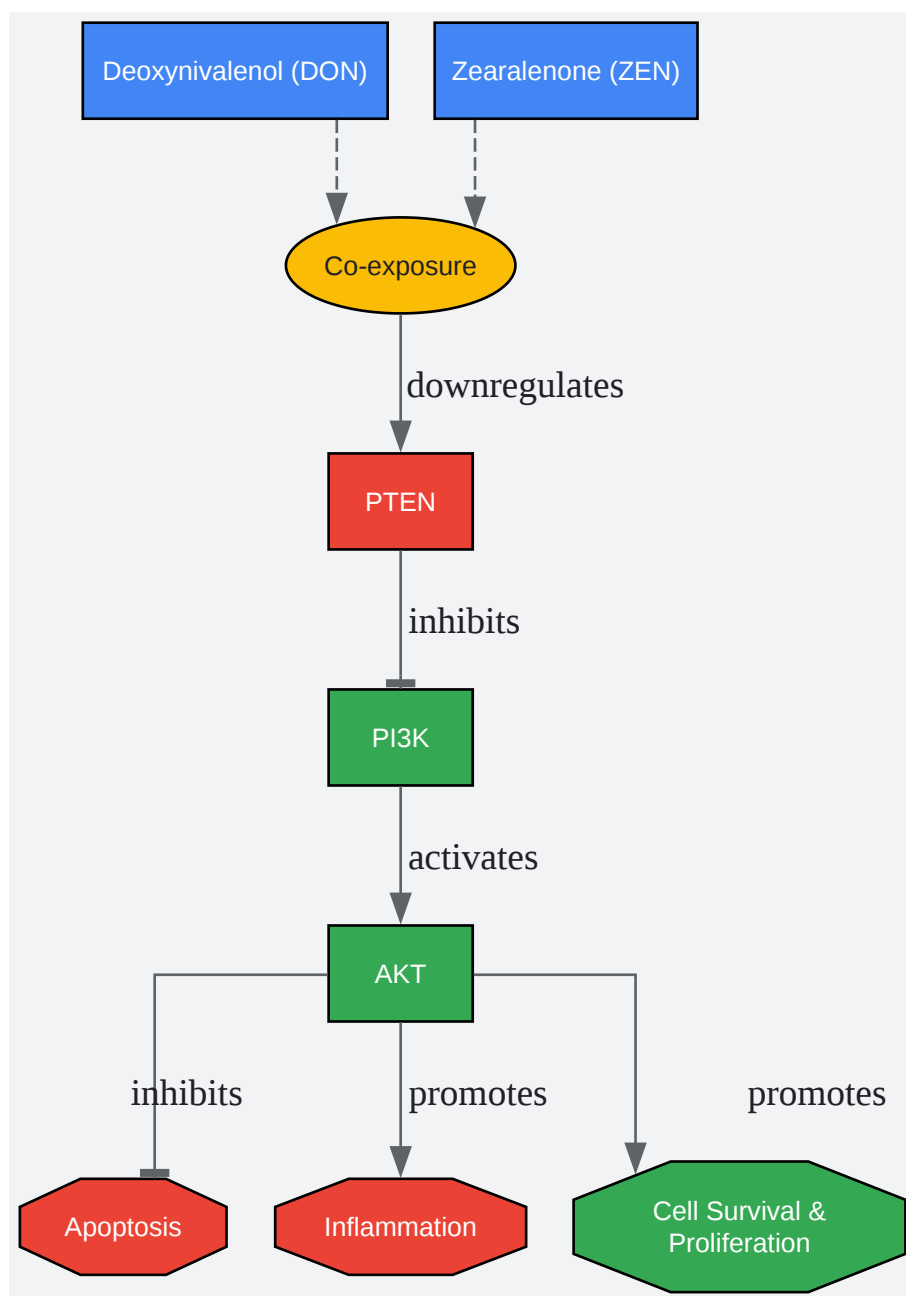 Deoxynivalenol (DON)
Zearalenone (ZEN)
Co-exposure
downregulates
PTEN
inhibits
PI3K
activates
AKT
inhibits
promotes
promotes
Apoptosis
Inflammation
Cell Survival &
Proliferation